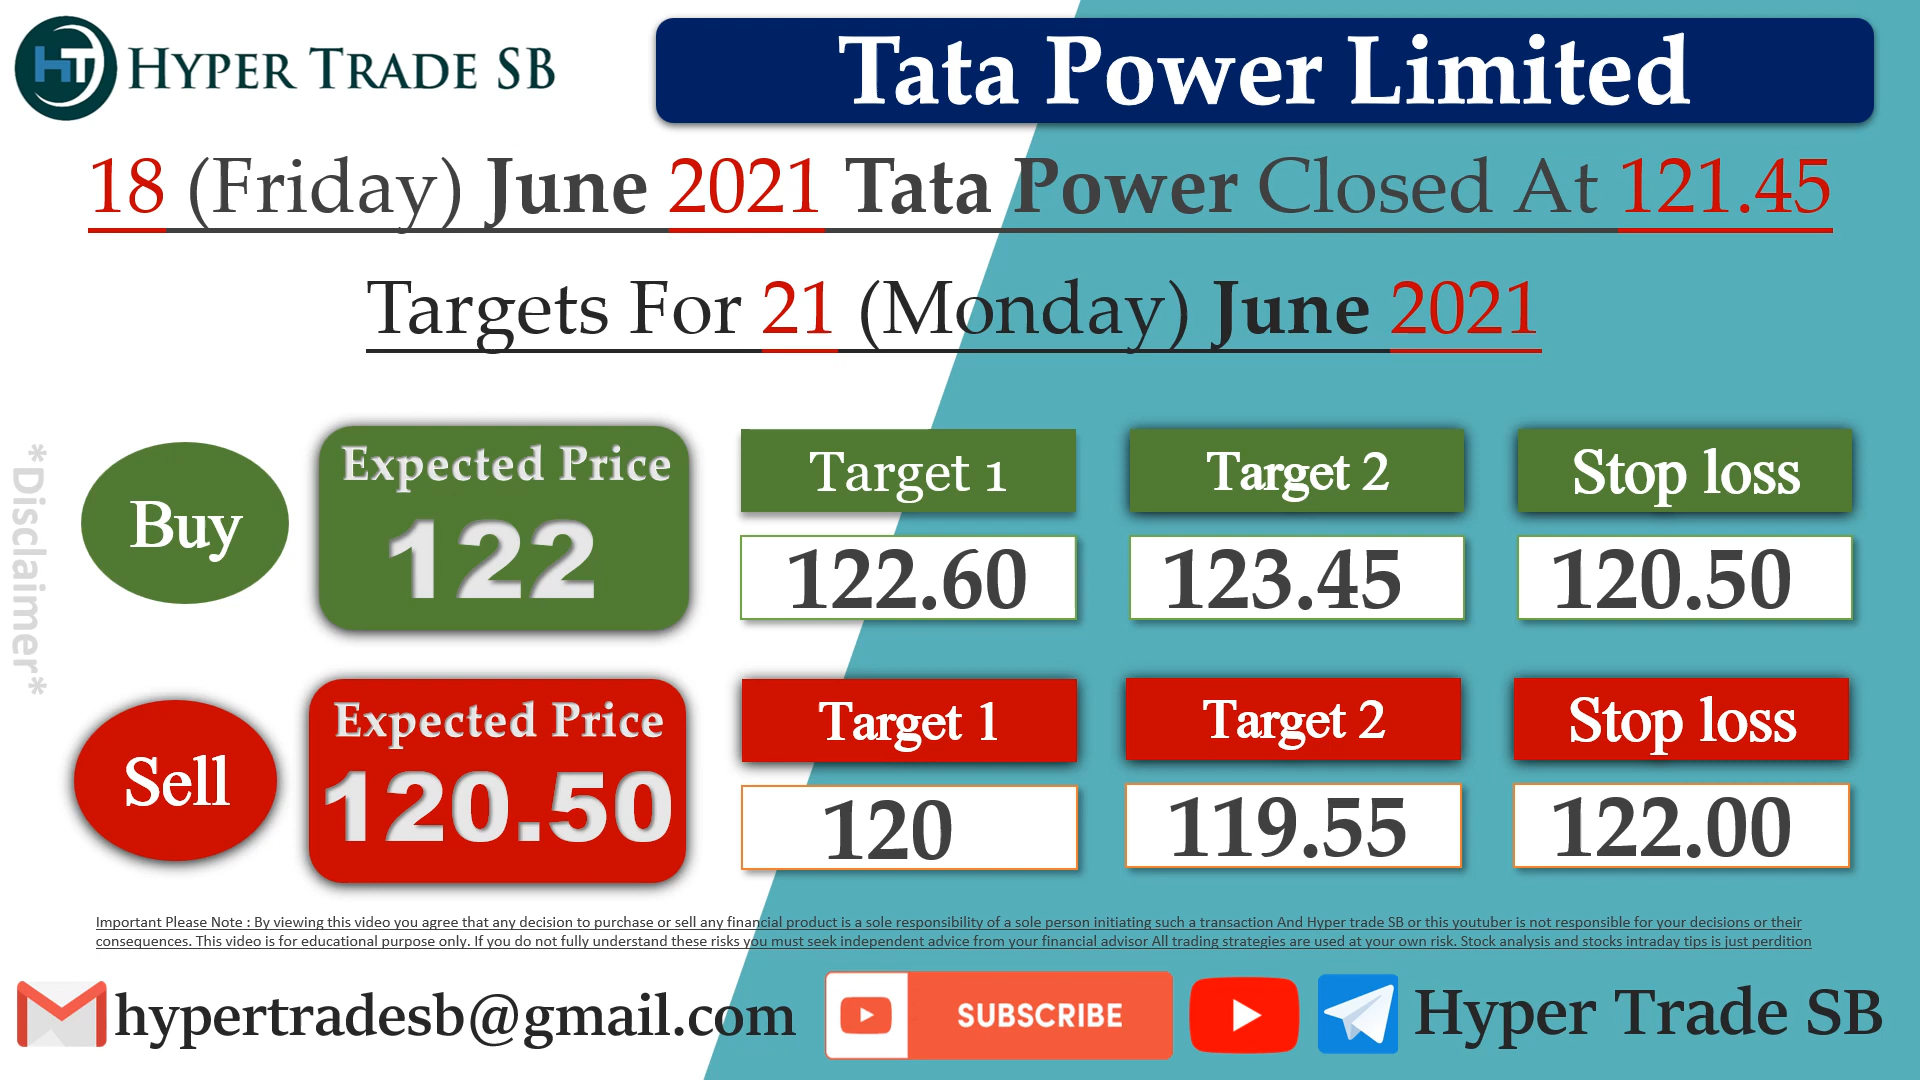 HT HYPER TRADE SB
Tata Power Limited
18 (Friday) June 2021 Tata Power Closed At 121.45
Targets For 21 (Monday) June 2021
*Disclaimer*
Buy
Expected Price
122
Target 1
122.60
Target 2
123.45
Stop loss
120.50
Sell
Expected Price
120.50
Target 1
120
Target 2
119.55
Stop loss
122.00
Important Please Note : By viewing this video you agree that any decision to purchase or sell any financial product is a sole responsibility of a sole person initiating such a transaction And Hyper trade SB or this youtuber is not responsible for your decisions or their
consequences. This video is for educational purpose only. If you do not fully understand these risks you must seek independent advice from your financial advisor All trading strategies are used at your own risk. Stock analysis and stocks intraday tips is just perdition
hypertradesb@gmail.com
SUBSCRIBE
Hyper Trade SB